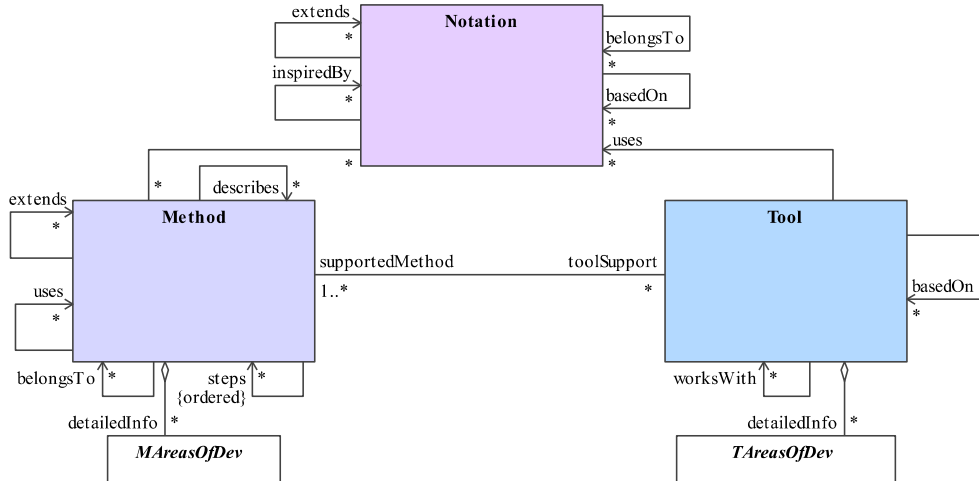 extends
*
Notation
belongsTo
*
inspiredBy
*
basedOn
*
uses
*
*
*
describes
*
extends
*
Method
Tool
supportedMethod
1..*
toolSupport
*
uses
*
basedOn
*
belongsTo
*
steps
{ordered}
*
worksWith
*
detailedInfo
*
detailedInfo
*
MAreasOfDev
TAreasOfDev